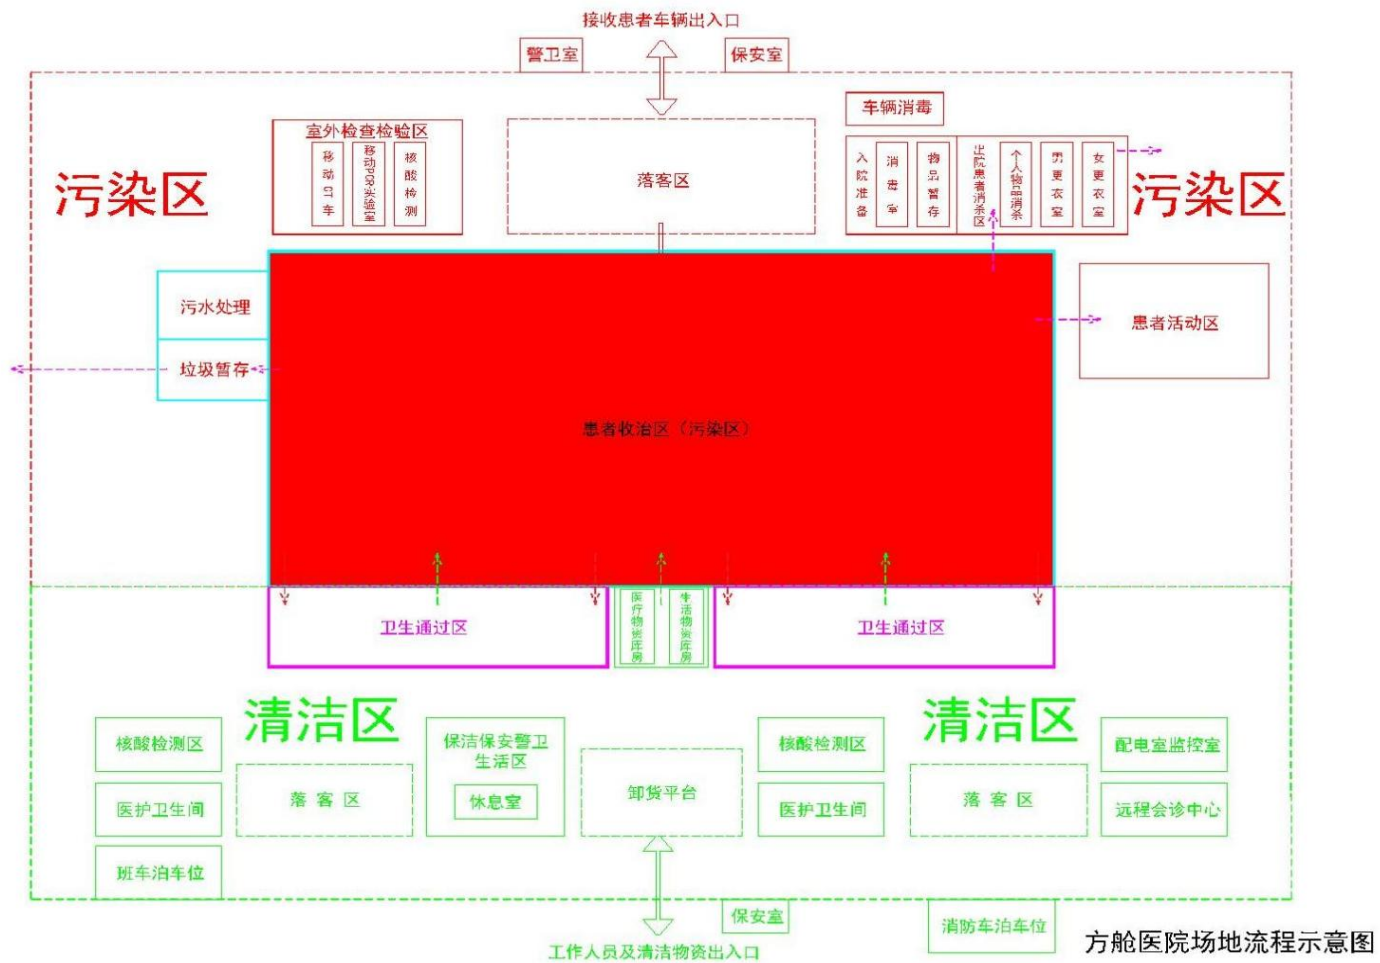 接收患者车辆出入口
警卫室
保安室
车辆消毒
室外检查检验区
移动CT车
移动PCR实验室
核酸检测
落客区
入院准备
消毒室
物品暂存
出院患者消杀区
个人物品消杀
男更衣室
女更衣室
污染区
污染区
污水处理
垃圾暂存
患者活动区
患者收治区（污染区）
卫生通过区
医疗物资库房
生活物资库房
卫生通过区
清洁区
清洁区
核酸检测区
医护卫生间
班车泊车位
落客区
保洁保安警卫
生活区
休息室
卸货平台
核酸检测区
医护卫生间
落客区
配电室监控室
远程会诊中心
保安室
消防车泊车位
工作人员及清洁物资出入口
方舱医院场地流程示意图